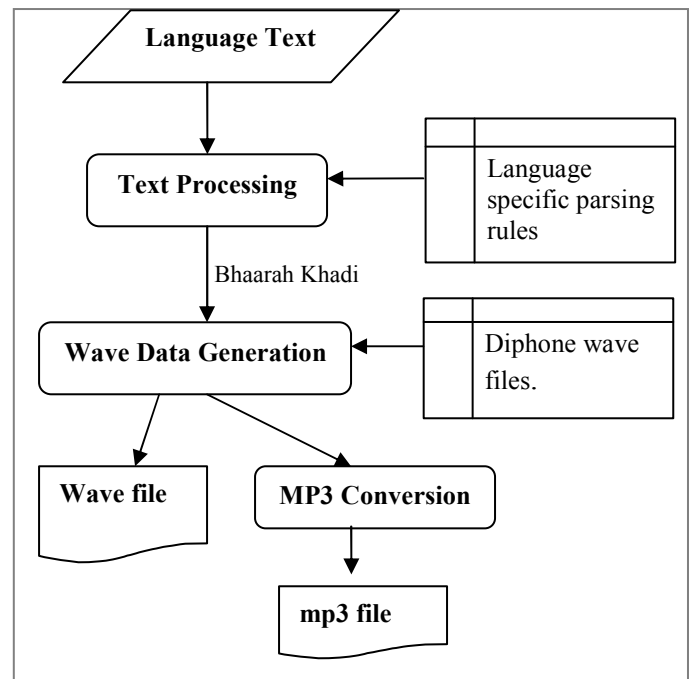 Language Text
Text Processing
Language
specific parsing
rules
Bhaarah Khadi
Wave Data Generation
Diphone wave
files.
Wave file
MP3 Conversion
mp3 file